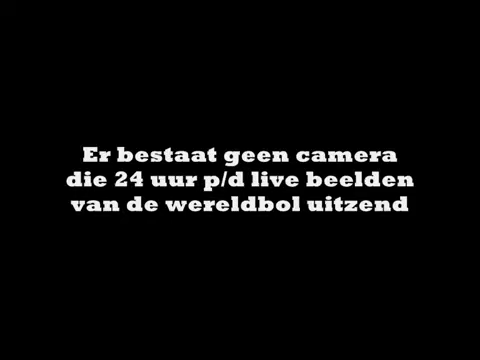 Er bestaat geen camera
die 24 uur p/d live beelden
van de wereldbol uitzend